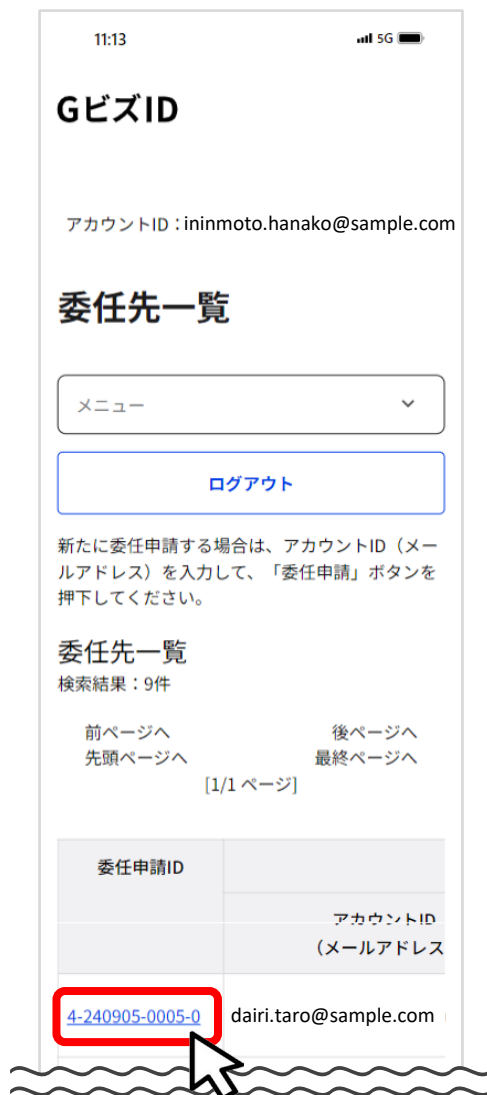 11:13 5G
GビズID
アカウントID：ininmoto.hanako@sample.com
委任先一覧
メニュー
ログアウト
新たに委任申請する場合は、アカウントID（メー
ルアドレス）を入力して、「委任申請」ボタンを
押下してください。
委任先一覧
検索結果：9件
前ページへ 後ページへ
先頭ページへ 最終ページへ
[1/1 ページ]
委任申請ID
アカウントID
（メールアドレス
4-240905-0005-0 dairi.taro@sample.com